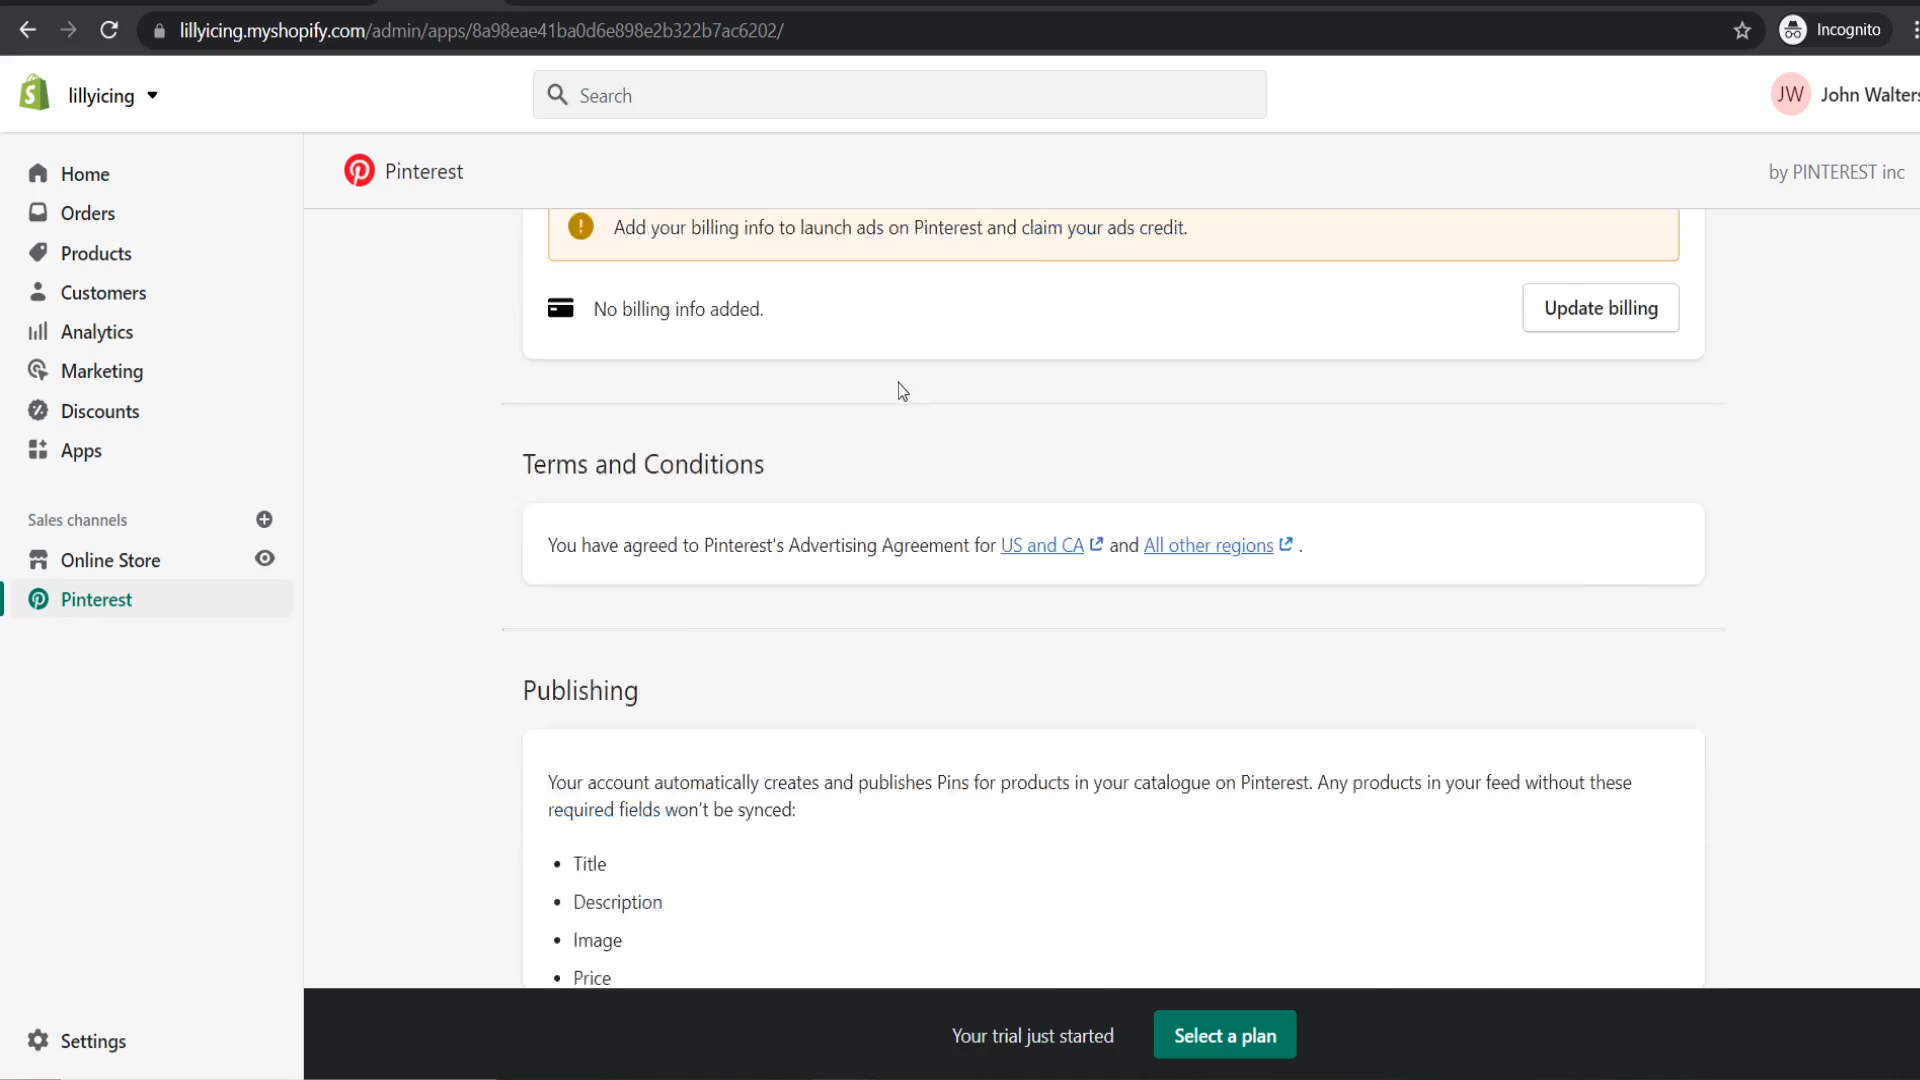 lillyicing.myshopify.com/admin/apps/8a98eae41ba0d6e898e2b322b7ac6202/
Incognito
lillyicing
Search
JW
John Walters
Home
Orders
Products
Customers
Analytics
Marketing
Discounts
Apps
Sales channels
Online Store
Pinterest
Settings
Pinterest
by PINTEREST inc
Add your billing info to launch ads on Pinterest and claim your ads credit.
No billing info added.
Update billing
Terms and Conditions
You have agreed to Pinterest's Advertising Agreement for US and CA and All other regions .
Publishing
Your account automatically creates and publishes Pins for products in your catalogue on Pinterest. Any products in your feed without these
required fields won't be synced:
• Title
• Description
• Image
• Price
Your trial just started
Select a plan